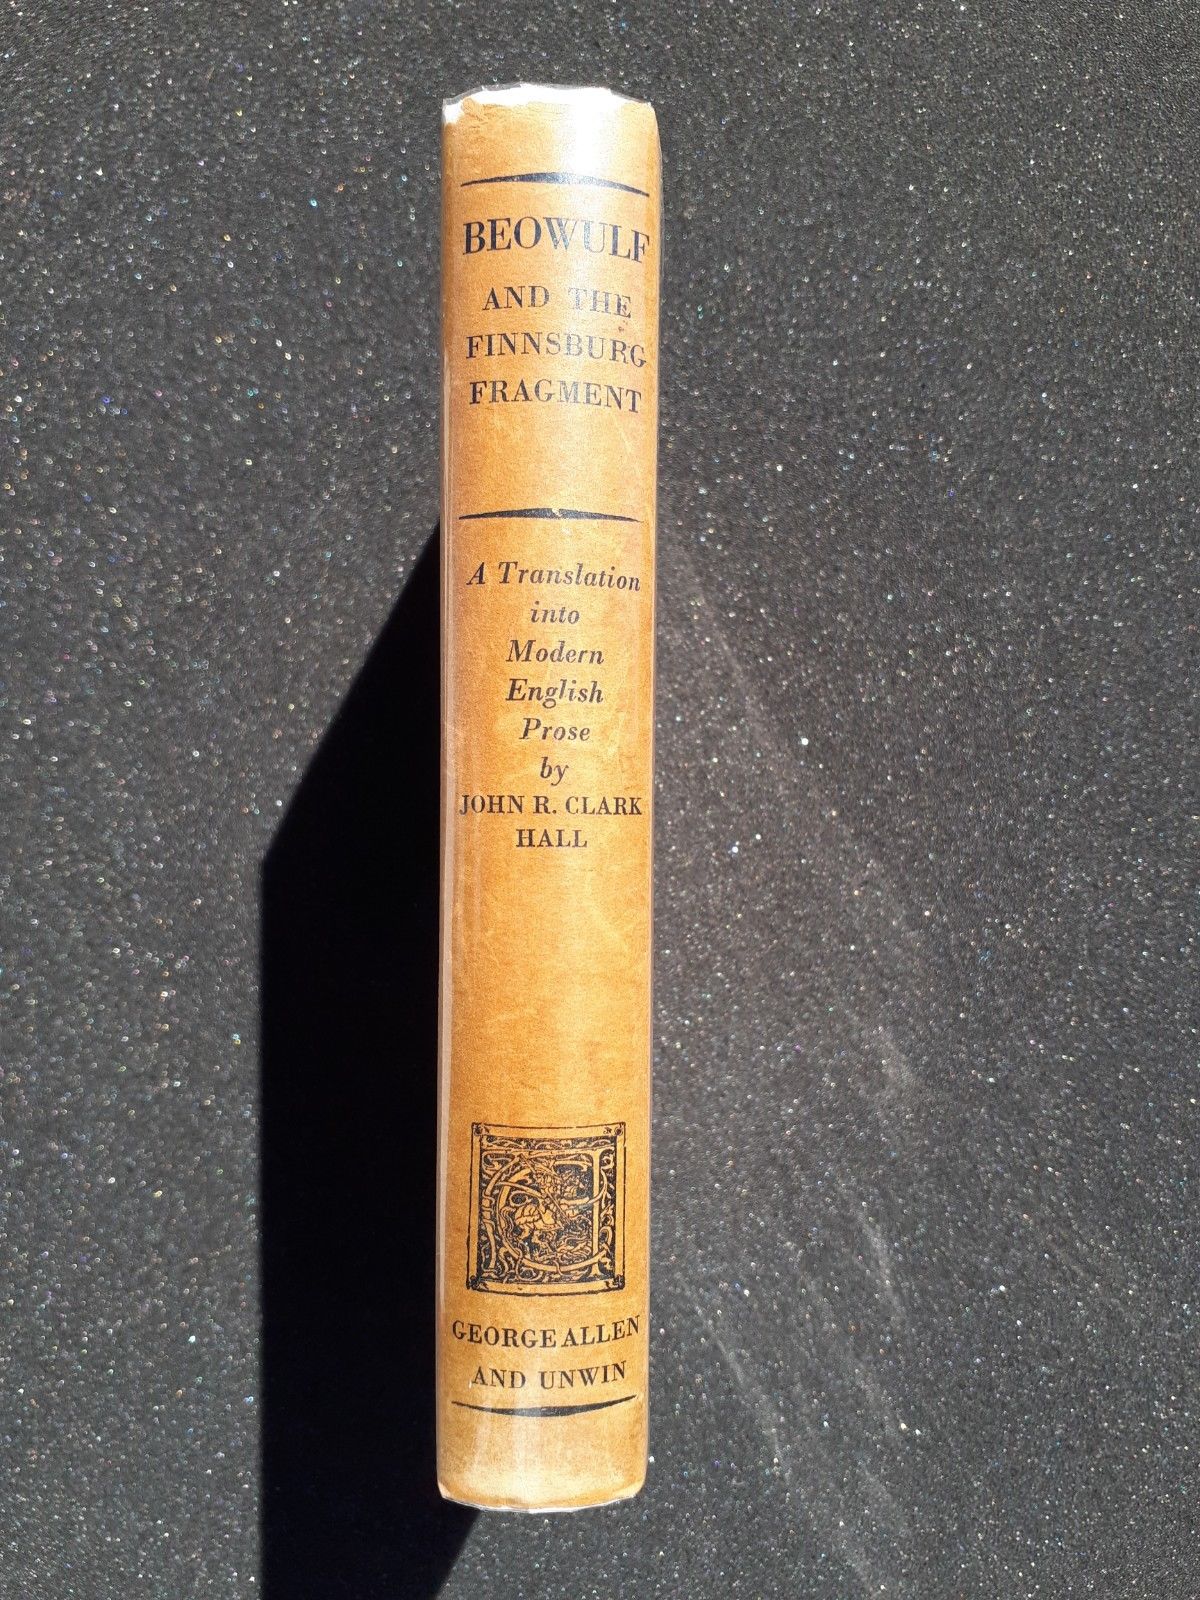 BEOWULF
AND THE
FINNSBURG
FRAGMENT
A Translation
into
Modern
English
Prose
by
JOHN R. CLARK
HALL
GEORGE ALLEN
AND UNWIN